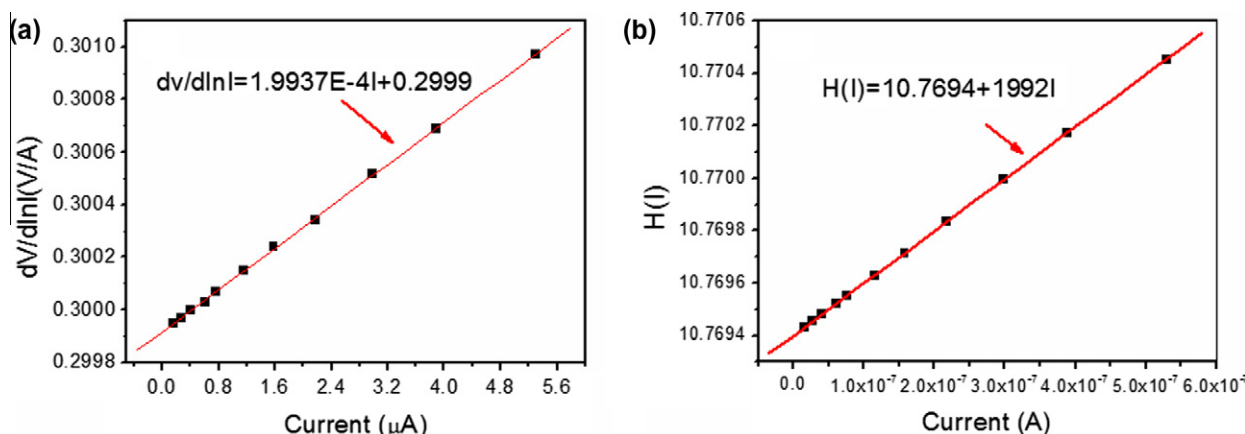 (a)
0.3010
0.3008
0.3006
0.3004
0.3002
0.3000
0.2998
dV/dlnI(V/A)
dv/dlnI=1.9937E-4I+0.2999
0.0 0.8 1.6 2.4 3.2 4.0 4.8 5.6
Current (μA)
(b)
10.7706
10.7704
10.7702
10.7700
10.7698
10.7696
10.7694
H(I)
H(I)=10.7694+1992I
0.0 1.0x10⁻⁷ 2.0x10⁻⁷ 3.0x10⁻⁷ 4.0x10⁻⁷ 5.0x10⁻⁷
Current (A)